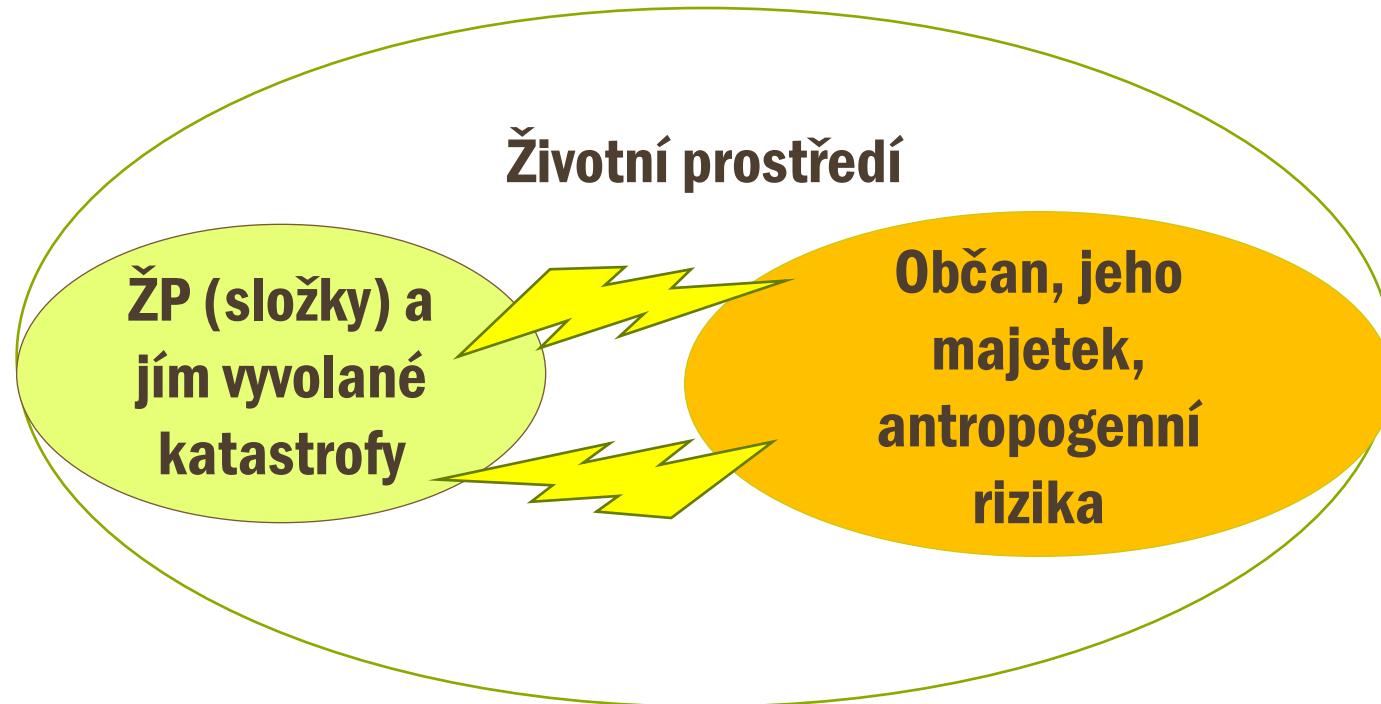 Životní prostředí
ŽP (složky) a
jím vyvolané
katastrofy
Občan, jeho
majetek,
antropogenní
rizika